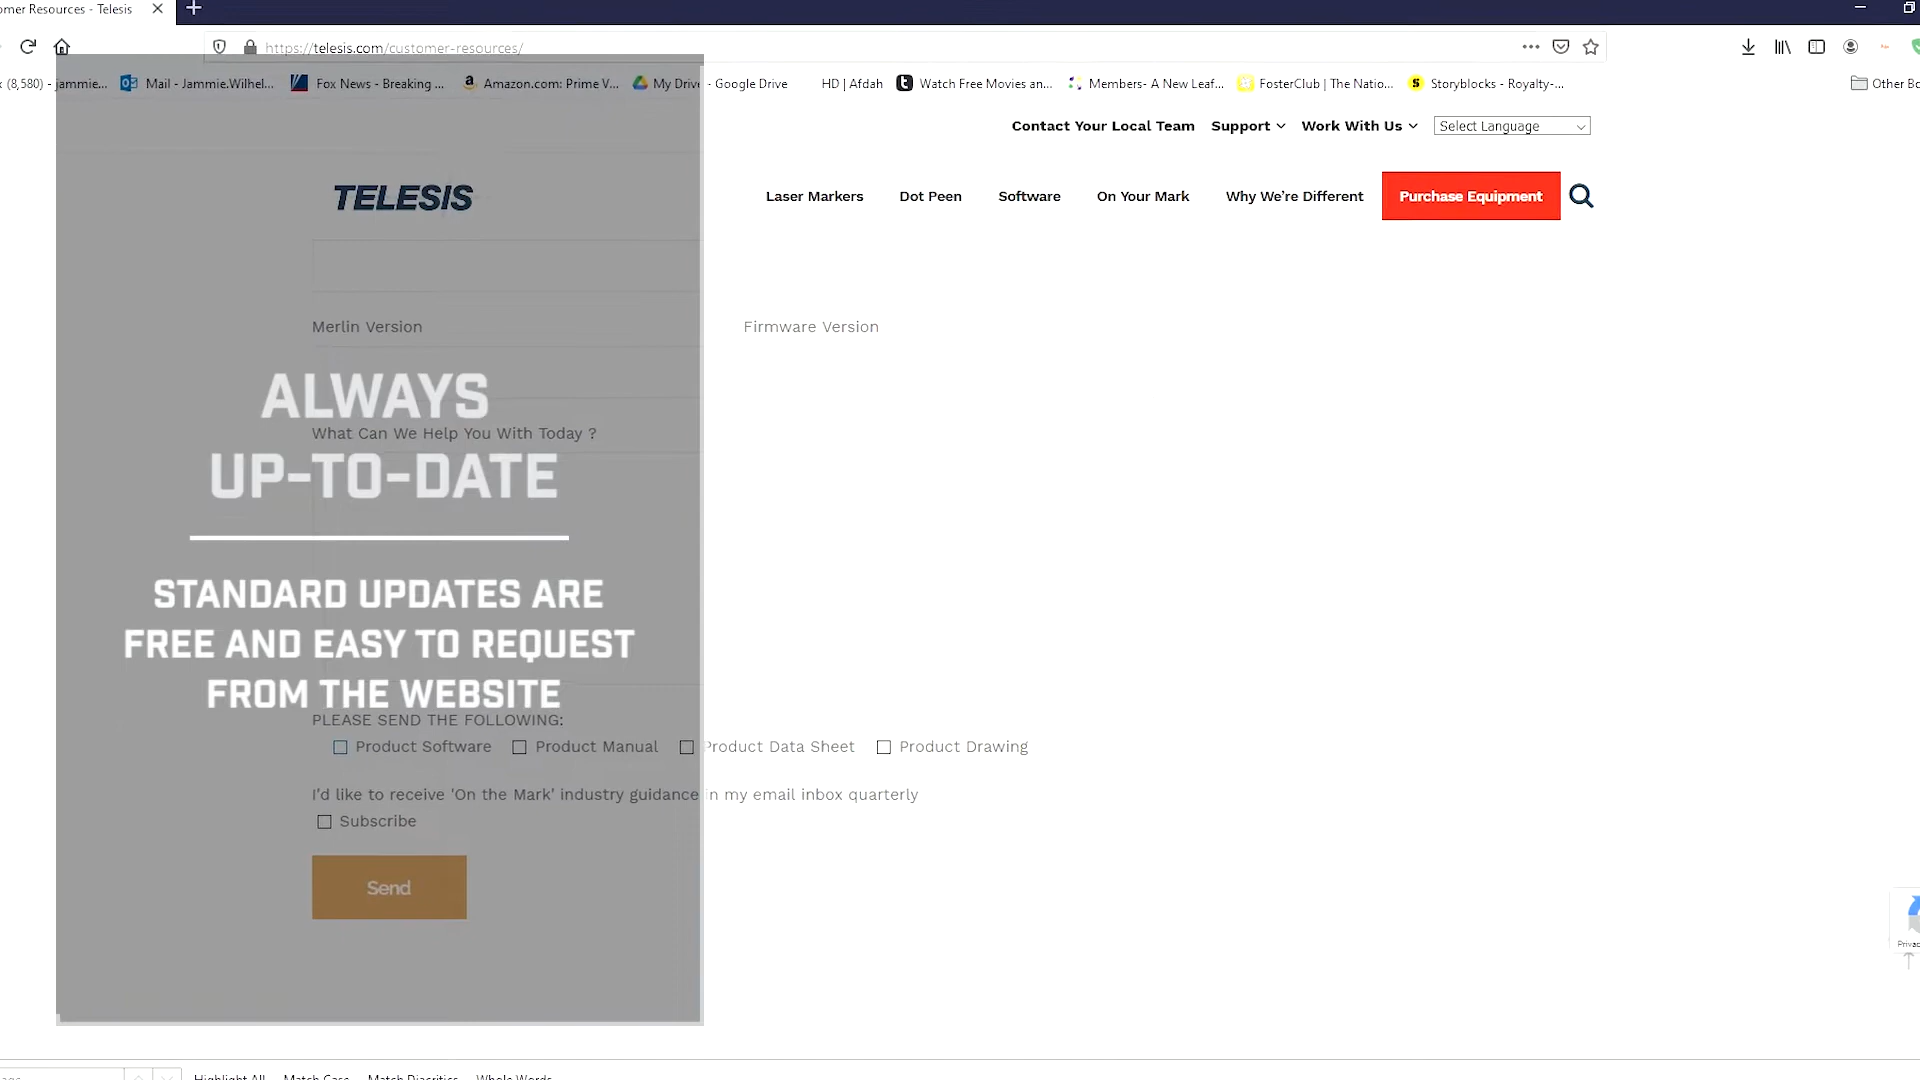 omer Resources - Telesis
https://telesis.com/customer-resources/
(8,580) - jammie... Mail - Jammie.Wilhel... Fox News - Breaking ... Amazon.com: Prime V... My Drive - Google Drive HD | Afdah Watch Free Movies an... Members- A New Leaf... FosterClub | The Natio... Storyblocks - Royalty-... Other Bo
Contact Your Local Team Support Work With Us Select Language
TELESIS
Laser Markers Dot Peen Software On Your Mark Why We're Different Purchase Equipment
Merlin Version Firmware Version
ALWAYS
What Can We Help You With Today ?
UP-TO-DATE
STANDARD UPDATES ARE
FREE AND EASY TO REQUEST
FROM THE WEBSITE
PLEASE SEND THE FOLLOWING:
Product Software Product Manual Product Data Sheet Product Drawing
I'd like to receive 'On the Mark' industry guidance in my email inbox quarterly
Subscribe
Send
Privac
Highlight All Match Case Match Diacritics Whole Words